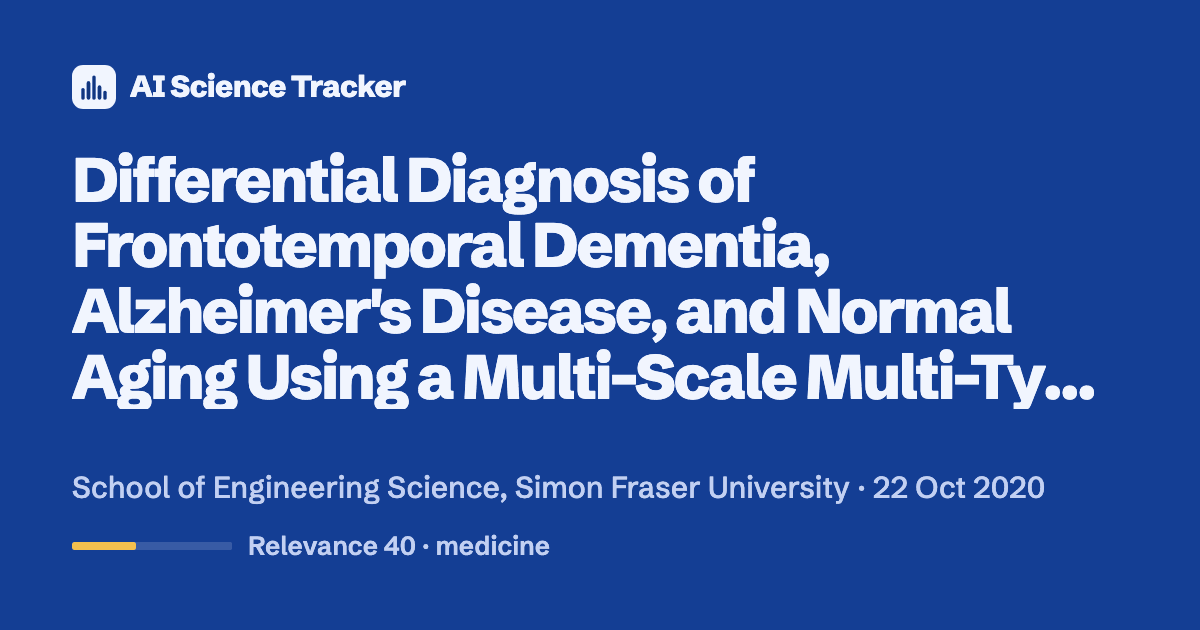 AI Science Tracker
Differential Diagnosis of
Frontotemporal Dementia,
Alzheimer's Disease, and Normal
Aging Using a Multi-Scale Multi-Ty...
School of Engineering Science, Simon Fraser University · 22 Oct 2020
Relevance 40 · medicine